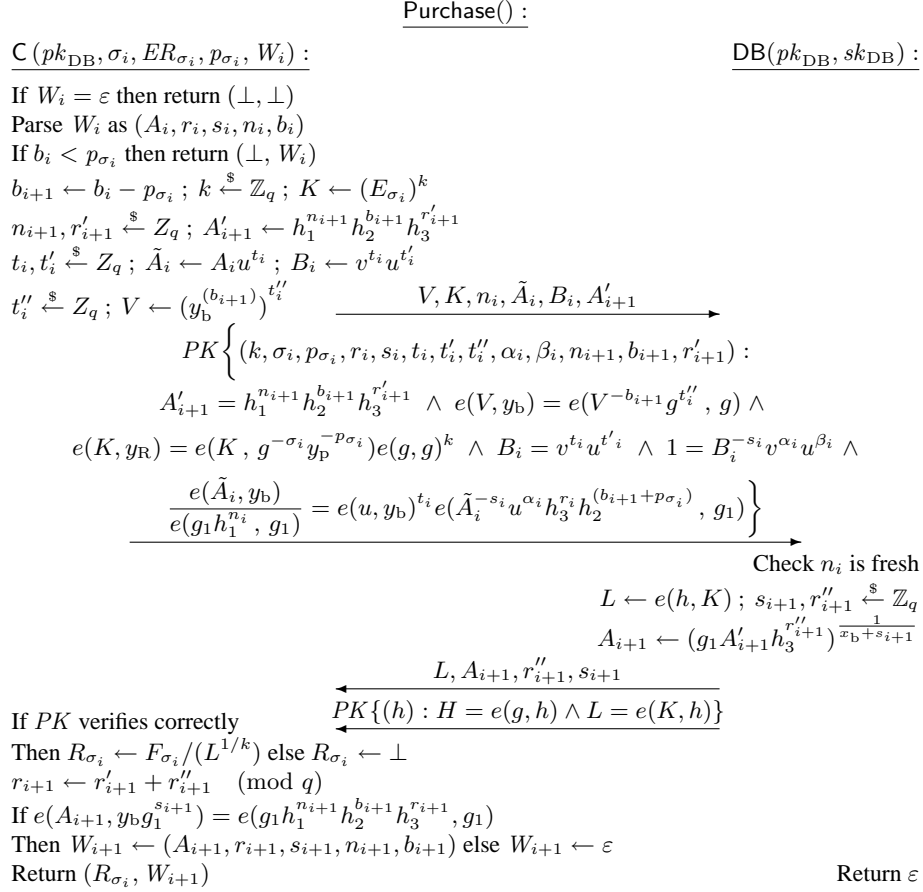 Purchase() :
C (pk_DB, σ_i, ER_{σ_i}, p_{σ_i}, W_i) : DB(pk_DB, sk_DB) :
If W_i = ε then return (⊥, ⊥)
Parse W_i as (A_i, r_i, s_i, n_i, b_i)
If b_i < p_{σ_i} then return (⊥, W_i)
b_{i+1} ← b_i − p_{σ_i} ; k ←$ ℤ_q ; K ← (E_{σ_i})^k
n_{i+1}, r'_{i+1} ←$ Z_q ; A'_{i+1} ← h_1^{n_{i+1}} h_2^{b_{i+1}} h_3^{r'_{i+1}}
t_i, t'_i ←$ Z_q ; Ã_i ← A_i u^{t_i} ; B_i ← v^{t_i} u^{t'_i}
t''_i ←$ Z_q ; V ← (y_b^{(b_{i+1})})^{t''_i} V, K, n_i, Ã_i, B_i, A'_{i+1}
PK{(k, σ_i, p_{σ_i}, r_i, s_i, t_i, t'_i, t''_i, α_i, β_i, n_{i+1}, b_{i+1}, r'_{i+1}) :
A'_{i+1} = h_1^{n_{i+1}} h_2^{b_{i+1}} h_3^{r'_{i+1}} ∧ e(V, y_b) = e(V^{−b_{i+1}} g^{t''_i} , g) ∧
e(K, y_R) = e(K , g^{−σ_i} y_p^{−p_{σ_i}})e(g, g)^k ∧ B_i = v^{t_i} u^{t'_i} ∧ 1 = B_i^{−s_i} v^{α_i} u^{β_i} ∧
e(Ã_i, y_b) / e(g_1 h_1^{n_i} , g_1) = e(u, y_b)^{t_i} e(Ã_i^{−s_i} u^{α_i} h_3^{r_i} h_2^{(b_{i+1}+p_{σ_i})} , g_1)}
Check n_i is fresh
L ← e(h, K) ; s_{i+1}, r''_{i+1} ←$ ℤ_q
A_{i+1} ← (g_1 A'_{i+1} h_3^{r''_{i+1}})^{1/(x_b+s_{i+1})}
L, A_{i+1}, r''_{i+1}, s_{i+1}
If PK verifies correctly PK{(h) : H = e(g, h) ∧ L = e(K, h)}
Then R_{σ_i} ← F_{σ_i}/(L^{1/k}) else R_{σ_i} ← ⊥
r_{i+1} ← r'_{i+1} + r''_{i+1} (mod q)
If e(A_{i+1}, y_b g_1^{s_{i+1}}) = e(g_1 h_1^{n_{i+1}} h_2^{b_{i+1}} h_3^{r_{i+1}}, g_1)
Then W_{i+1} ← (A_{i+1}, r_{i+1}, s_{i+1}, n_{i+1}, b_{i+1}) else W_{i+1} ← ε
Return (R_{σ_i}, W_{i+1}) Return ε